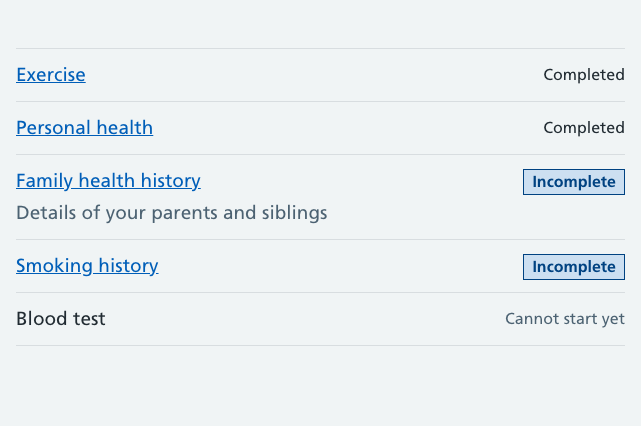 Exercise Completed
Personal health Completed
Family health history Incomplete
Details of your parents and siblings
Smoking history Incomplete
Blood test Cannot start yet